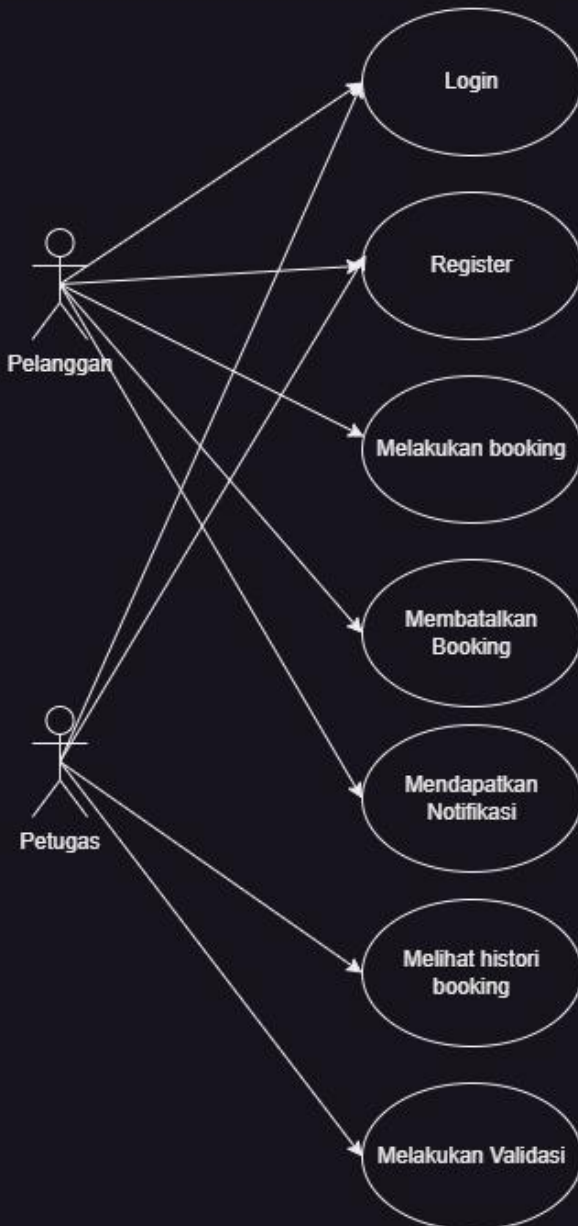 Login
Register
Pelanggan
Melakukan booking
Membatalkan
Booking
Mendapatkan
Notifikasi
Petugas
Melihat histori
booking
Melakukan Validasi